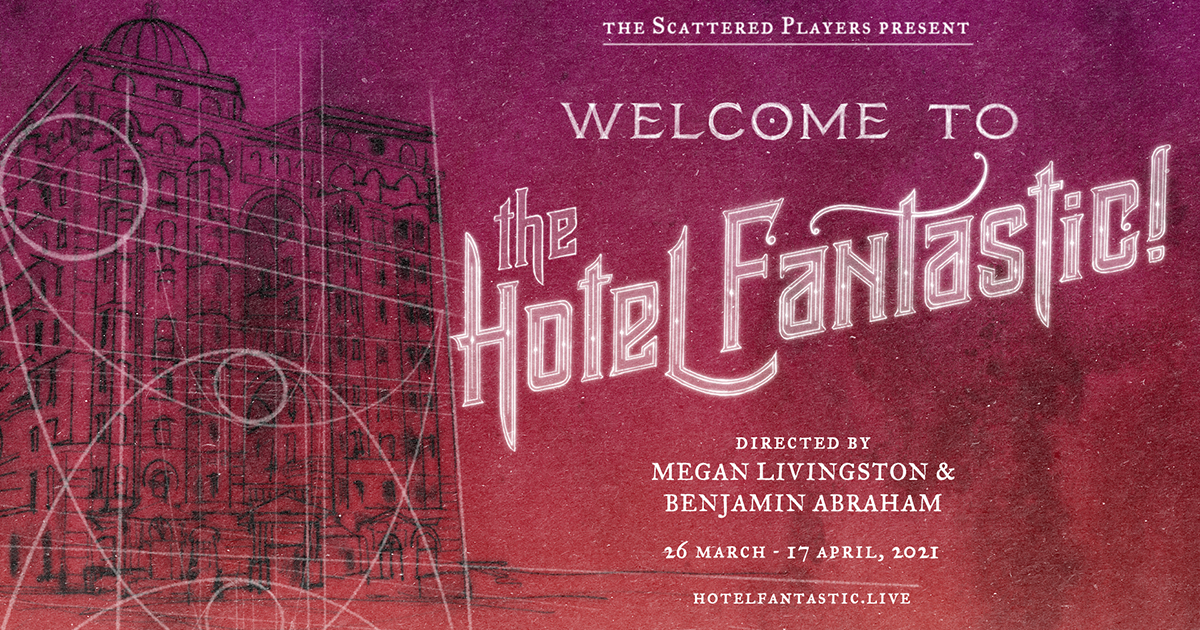 THE SCATTERED PLAYERS PRESENT
WELCOME TO
the
Hotel Fantastic!
DIRECTED BY
MEGAN LIVINGSTON &
BENJAMIN ABRAHAM
26 MARCH - 17 APRIL, 2021
HOTELFANTASTIC.LIVE